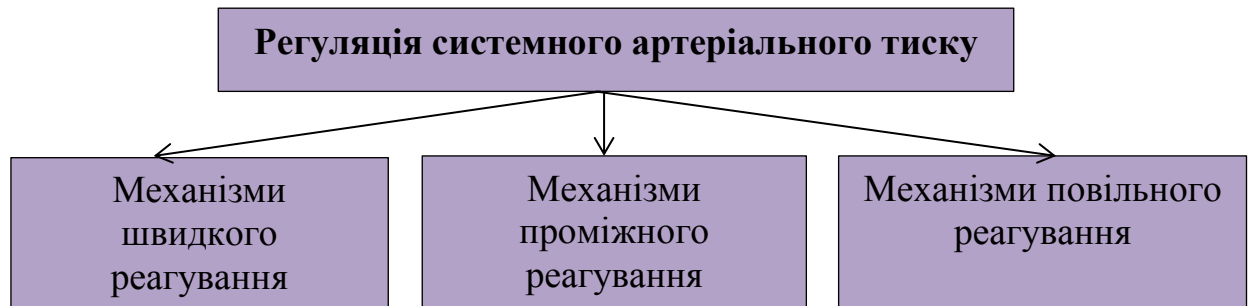 Регуляція системного артеріального тиску
Механізми
швидкого
реагування
Механізми
проміжного
реагування
Механізми повільного
реагування